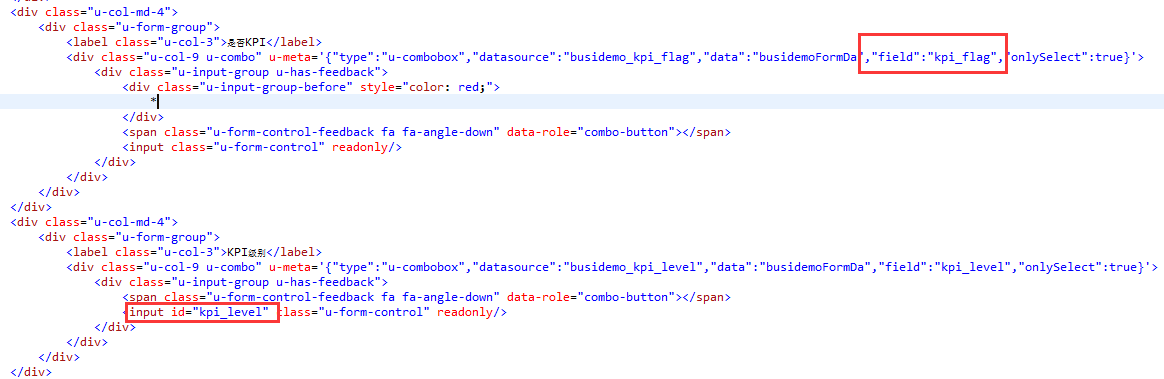 </div>
<div class="u-col-md-4">
<div class="u-form-group">
<label class="u-col-3">是否KPI</label>
<div class="u-col-9 u-combo" u-meta='{"type":"u-combobox","datasource":"busidemo_kpi_flag","data":"busidemoFormDa","field":"kpi_flag","onlySelect":true}'>
<div class="u-input-group u-has-feedback">
<div class="u-input-group-before" style="color: red;">
*
</div>
<span class="u-form-control-feedback fa fa-angle-down" data-role="combo-button"></span>
<input class="u-form-control" readonly/>
</div>
</div>
</div>
</div>
<div class="u-col-md-4">
<div class="u-form-group">
<label class="u-col-3">KPI级别</label>
<div class="u-col-9 u-combo" u-meta='{"type":"u-combobox","datasource":"busidemo_kpi_level","data":"busidemoFormDa","field":"kpi_level","onlySelect":true}'>
<div class="u-input-group u-has-feedback">
<span class="u-form-control-feedback fa fa-angle-down" data-role="combo-button"></span>
<input id="kpi_level" class="u-form-control" readonly/>
</div>
</div>
</div>
</div>